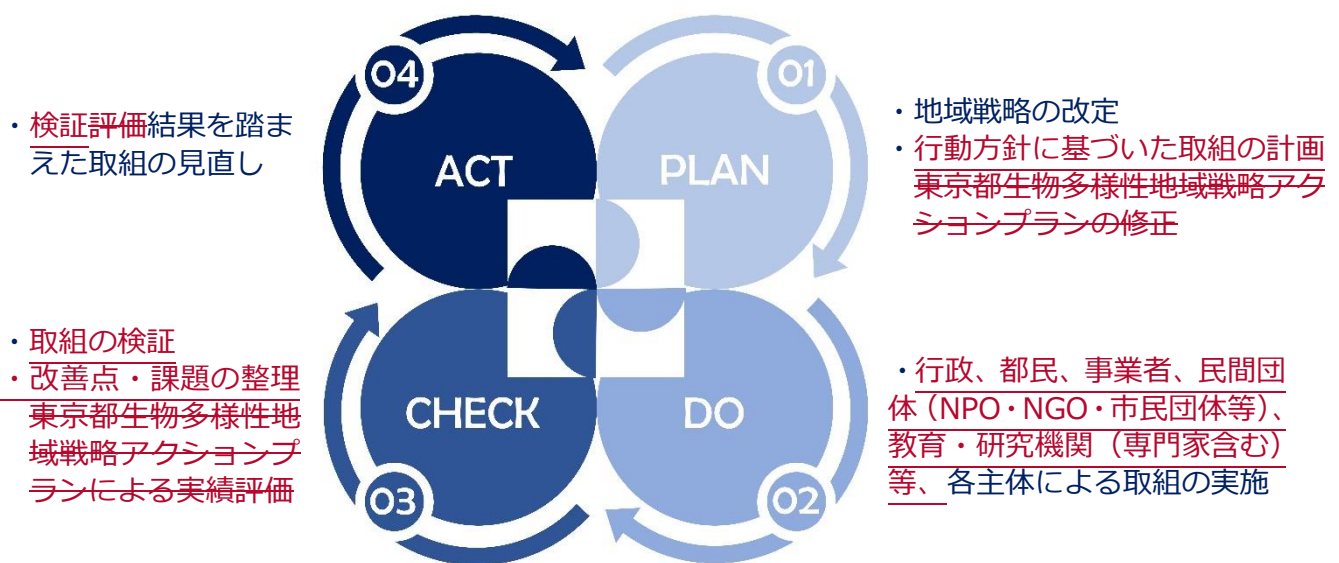 04
ACT
・検証評価結果を踏ま
えた取組の見直し
01
PLAN
・地域戦略の改定
・行動方針に基づいた取組の計画
東京都生物多様性地域戦略アク
ションプランの修正
・取組の検証
・改善点・課題の整理
東京都生物多様性地
域戦略アクションプ
ランによる実績評価
CHECK
03
DO
02
・行政、都民、事業者、民間団
体（NPO・NGO・市民団体等）、
教育・研究機関（専門家含む）
等、各主体による取組の実施